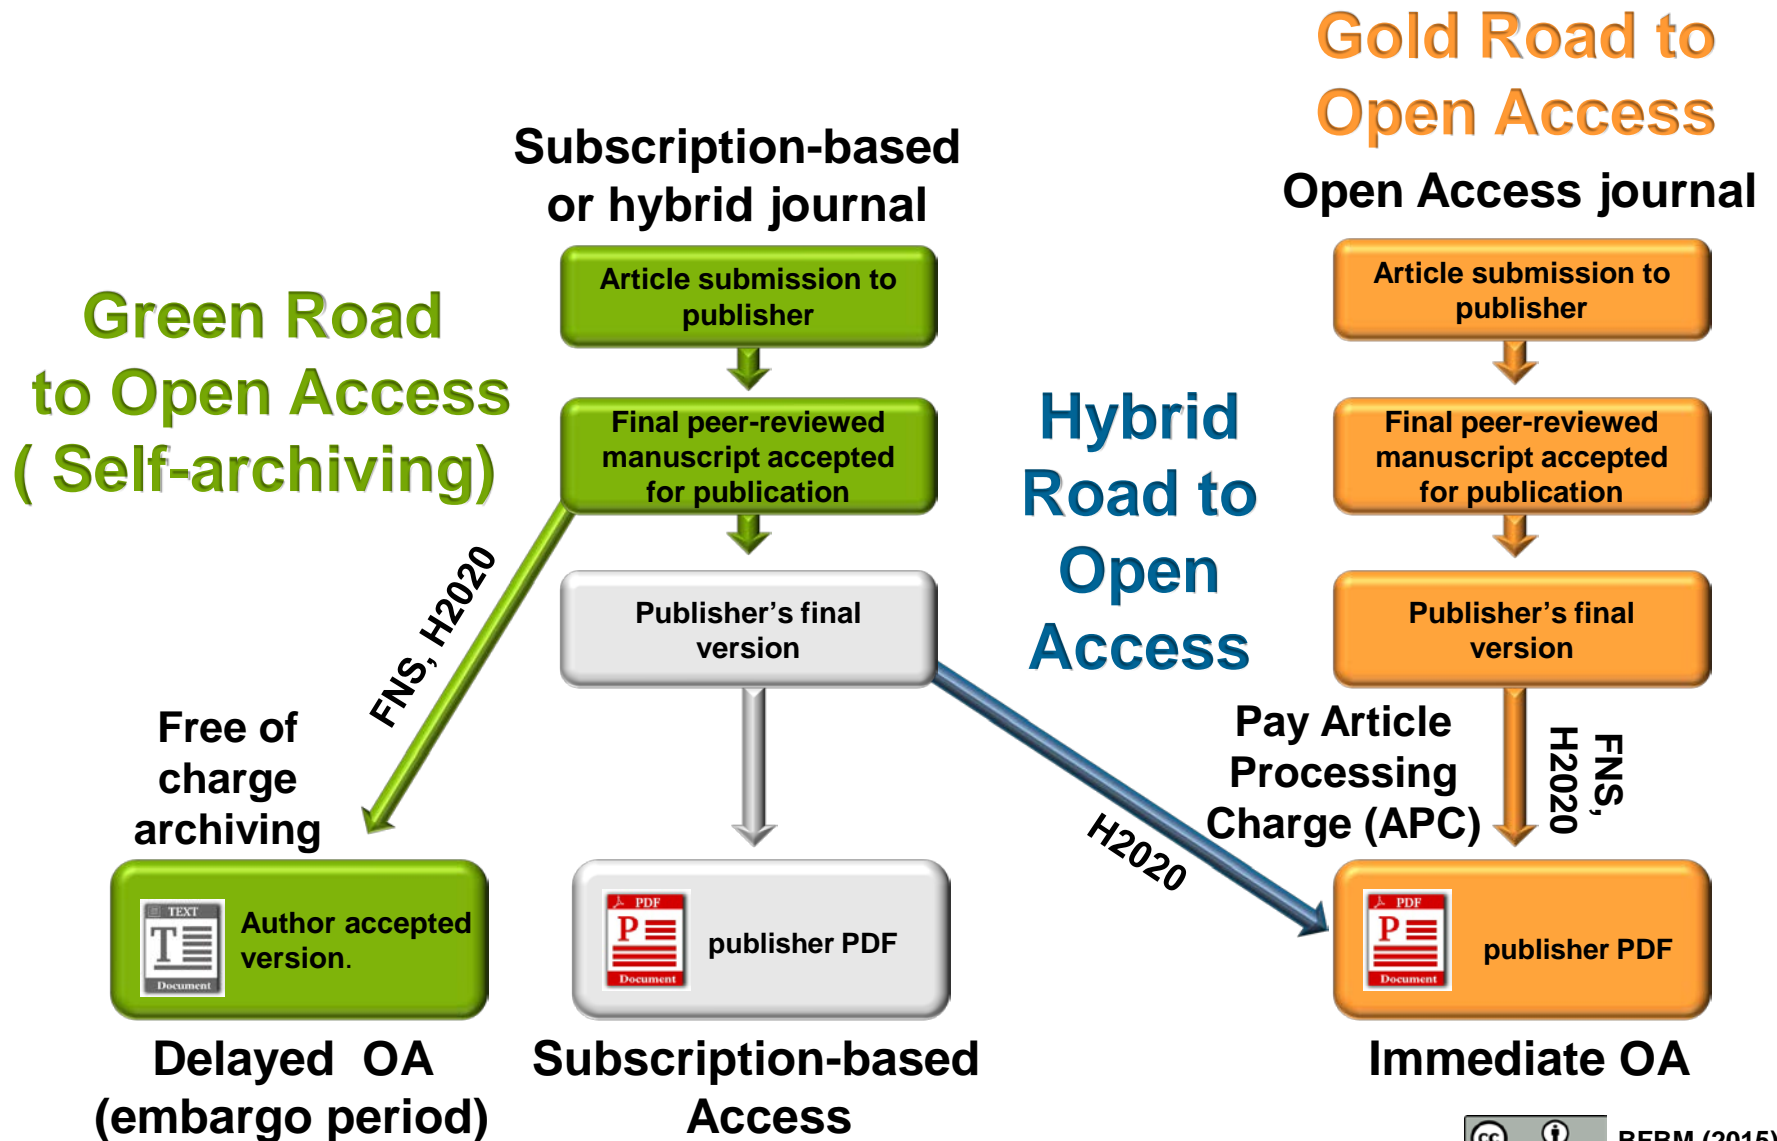 Gold Road to
Open Access
Open Access journal
Subscription-based
or hybrid journal
Green Road
to Open Access
( Self-archiving)
Article submission to
publisher
Final peer-reviewed
manuscript accepted
for publication
Publisher’s final
version
Hybrid
Road to
Open
Access
Article submission to
publisher
Final peer-reviewed
manuscript accepted
for publication
Publisher’s final
version
FNS, H2020
Free of
charge
archiving
H2020
Pay Article
Processing
Charge (APC)
FNS,
H2020
TEXT
T
Document
Author accepted
version.
PDF
P
Document
publisher PDF
PDF
P
Document
publisher PDF
Delayed OA
(embargo period)
Subscription-based
Access
Immediate OA
cc
RERM (2015)